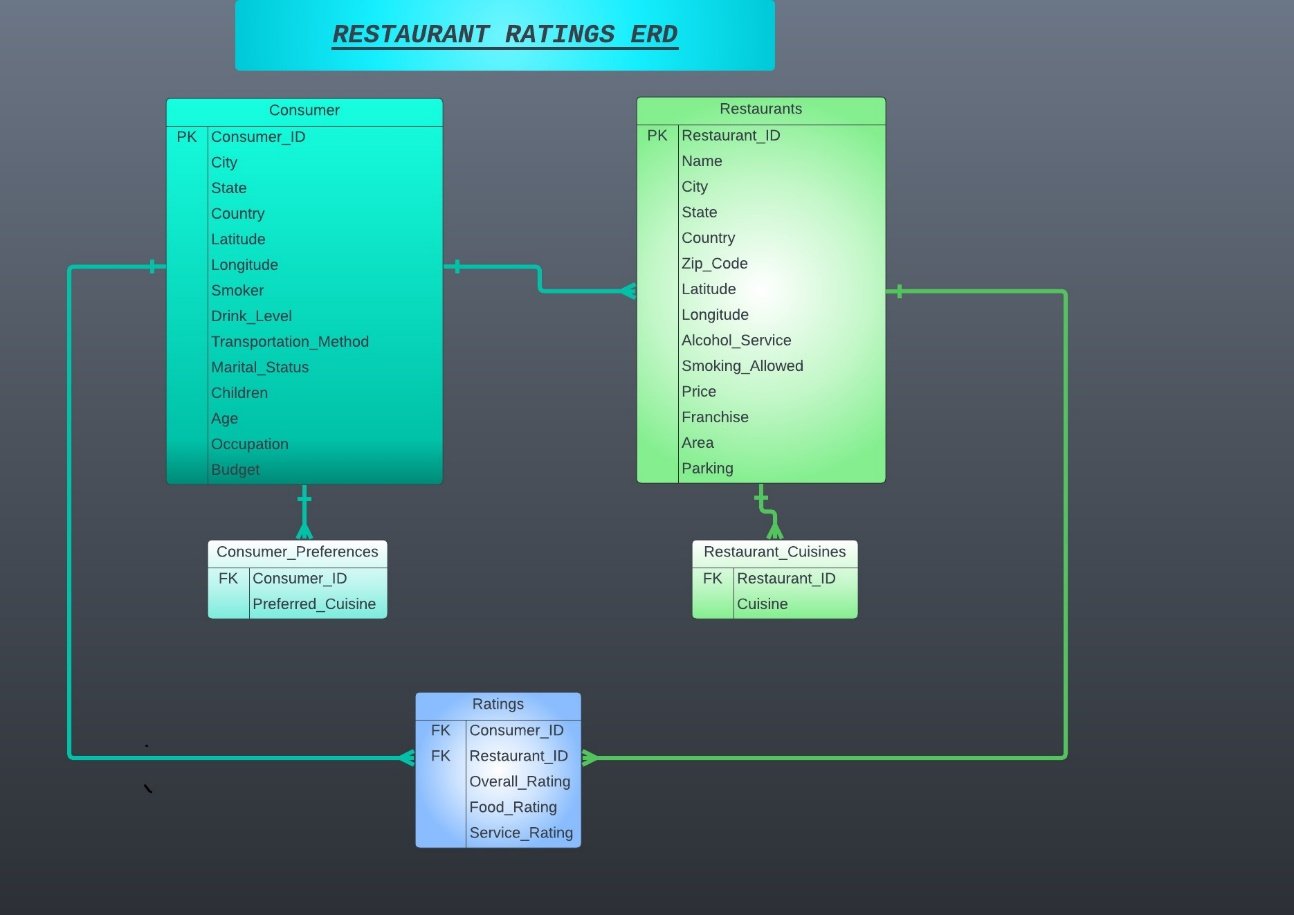 RESTAURANT RATINGS ERD
Consumer
PK Consumer_ID
City
State
Country
Latitude
Longitude
Smoker
Drink_Level
Transportation_Method
Marital_Status
Children
Age
Occupation
Budget
Restaurants
PK Restaurant_ID
Name
City
State
Country
Zip_Code
Latitude
Longitude
Alcohol_Service
Smoking_Allowed
Price
Franchise
Area
Parking
Consumer_Preferences
FK Consumer_ID
Preferred_Cuisine
Restaurant_Cuisines
FK Restaurant_ID
Cuisine
Ratings
FK Consumer_ID
FK Restaurant_ID
Overall_Rating
Food_Rating
Service_Rating